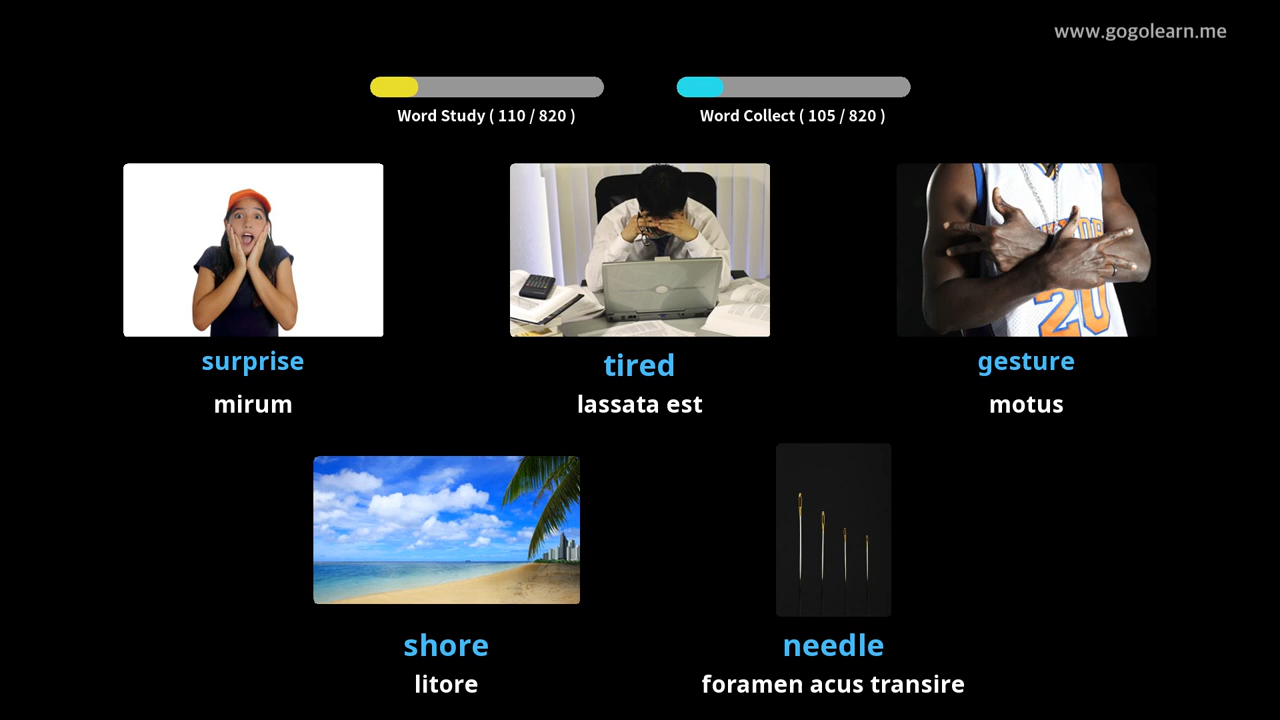 www.gogolearn.me
Word Study ( 110 / 820 )
Word Collect ( 105 / 820 )
surprise
mirum
tired
lassata est
gesture
motus
20
shore
litore
needle
foramen acus transire